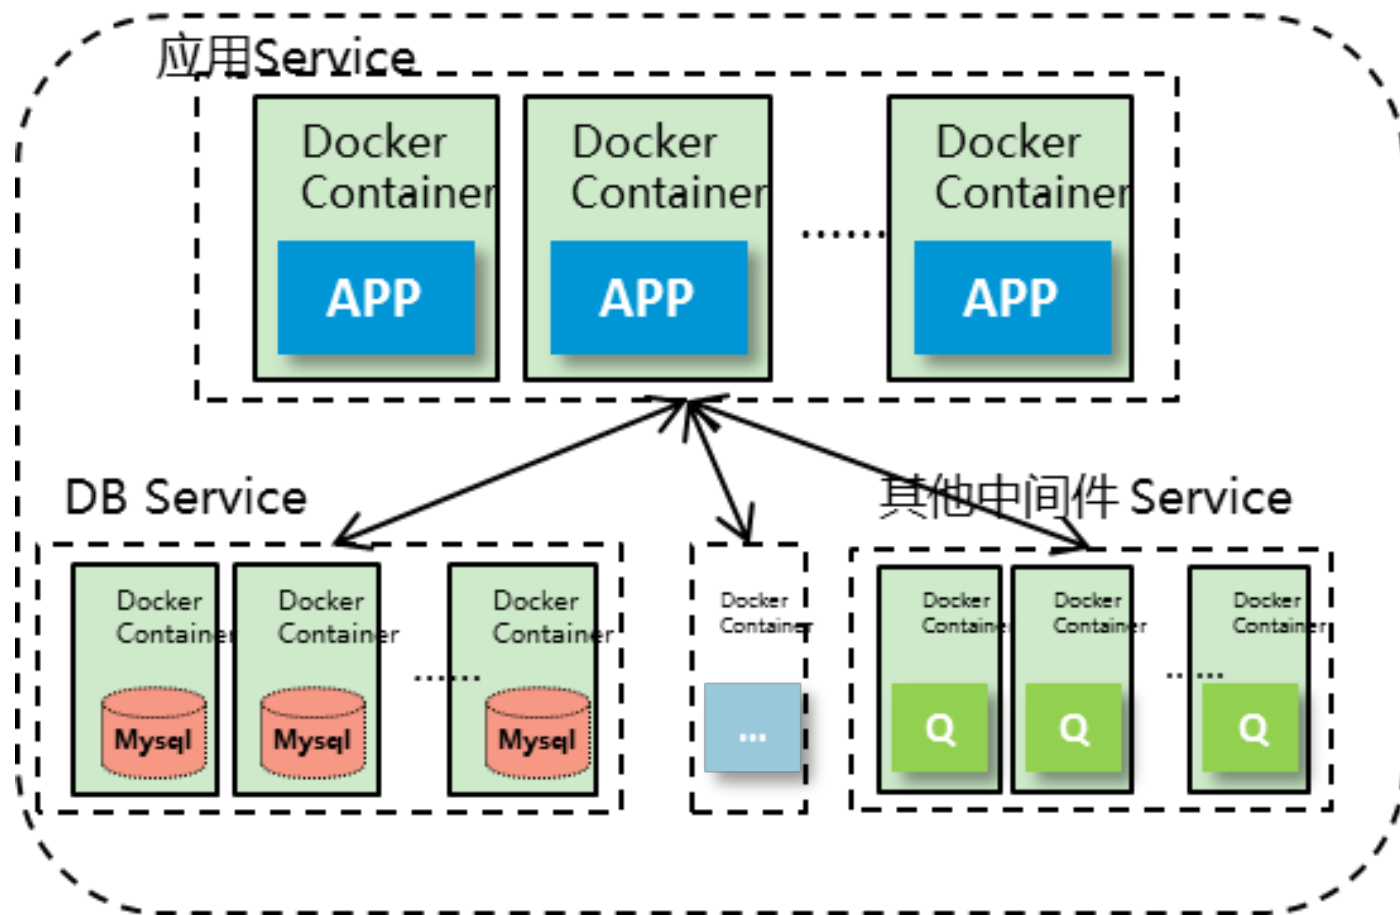 应用Service
Docker
Container
APP
Docker
Container
APP
......
Docker
Container
APP
DB Service
Docker
Container
Mysql
Docker
Container
Mysql
......
Docker
Container
Mysql
Docker
Container
...
其他中间件 Service
Docker
Container
Q
Docker
Container
Q
......
Docker
Container
Q